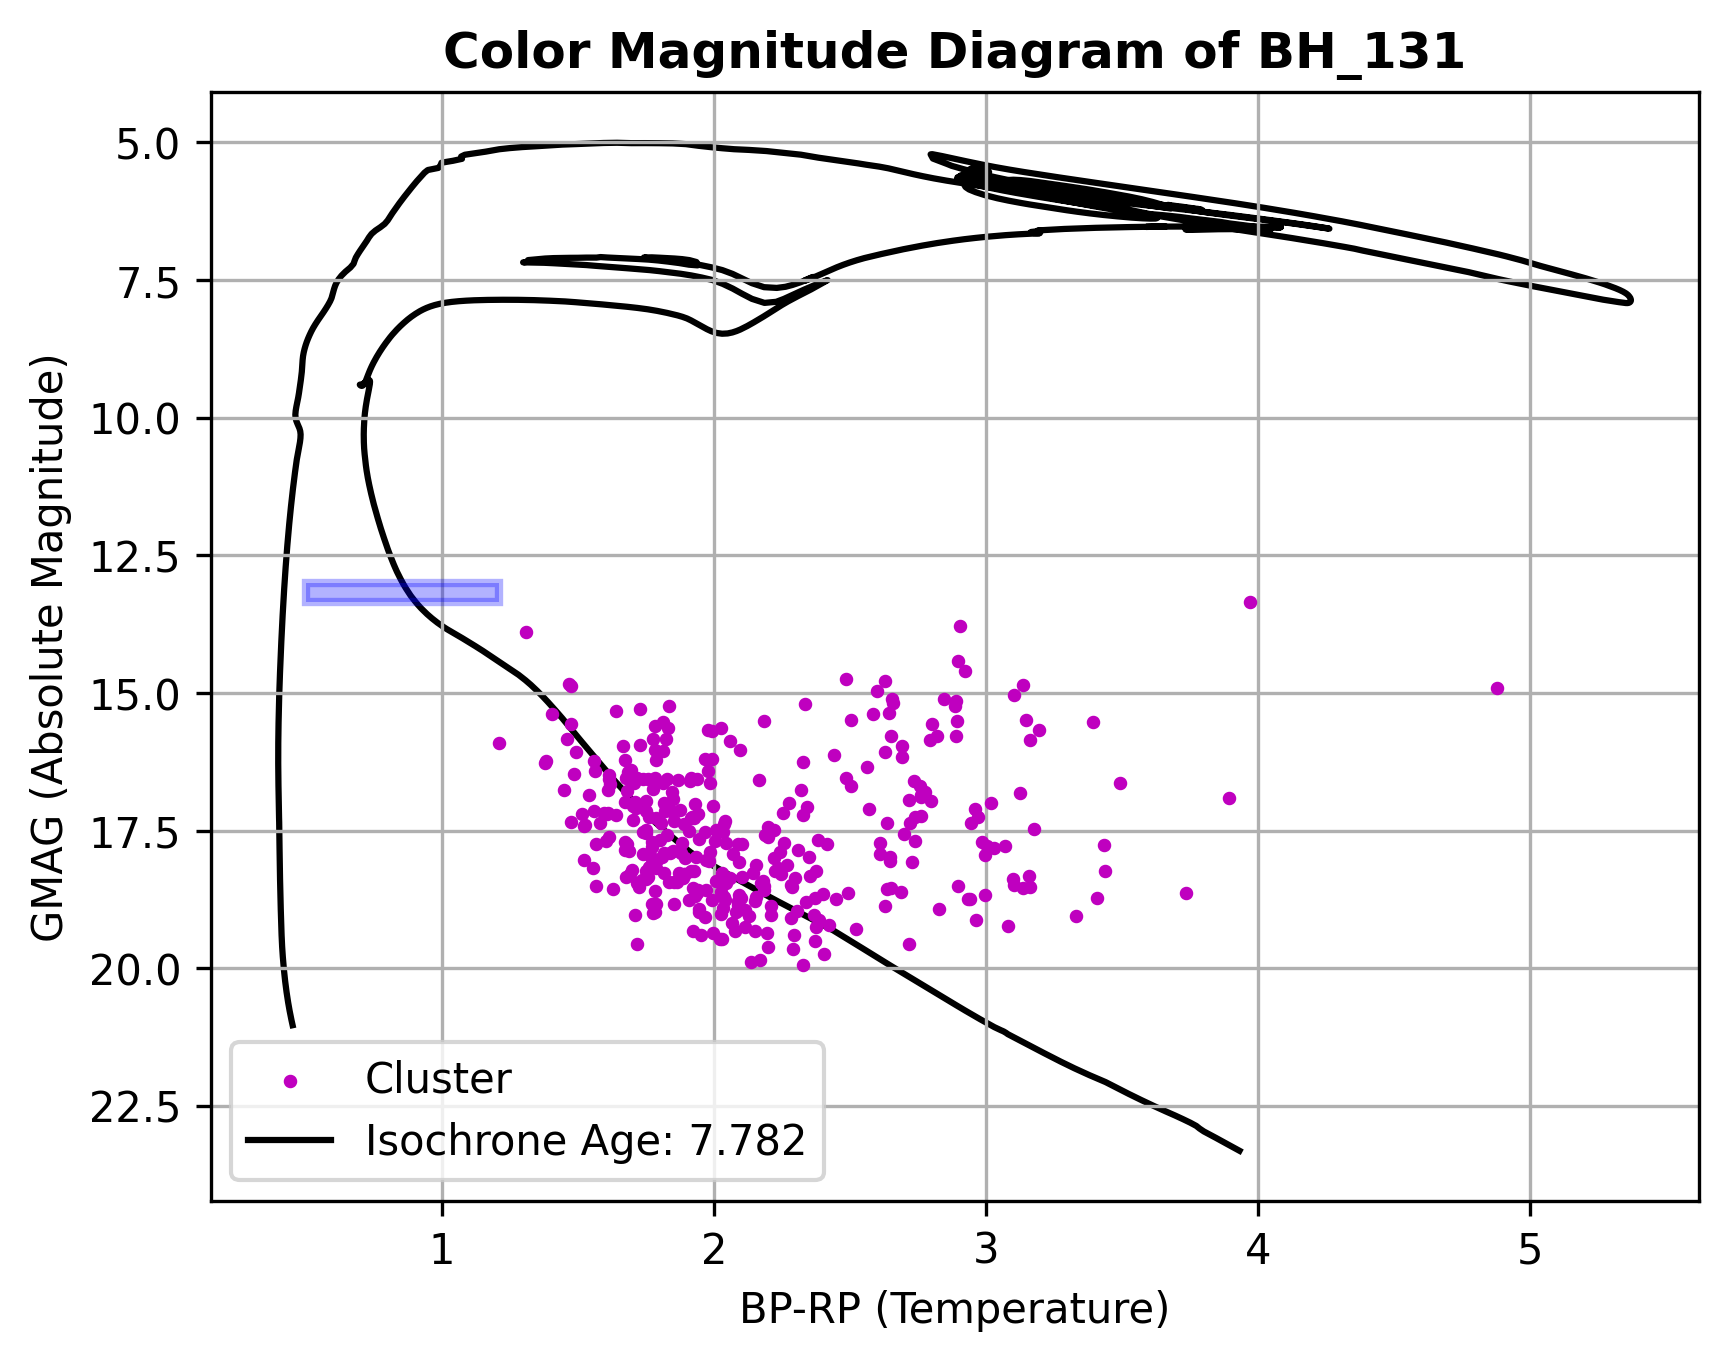 Color Magnitude Diagram of BH_131
GMAG (Absolute Magnitude)
5.0
7.5
10.0
12.5
15.0
17.5
20.0
22.5
Cluster
Isochrone Age: 7.782
1 2 3 4 5
BP-RP (Temperature)